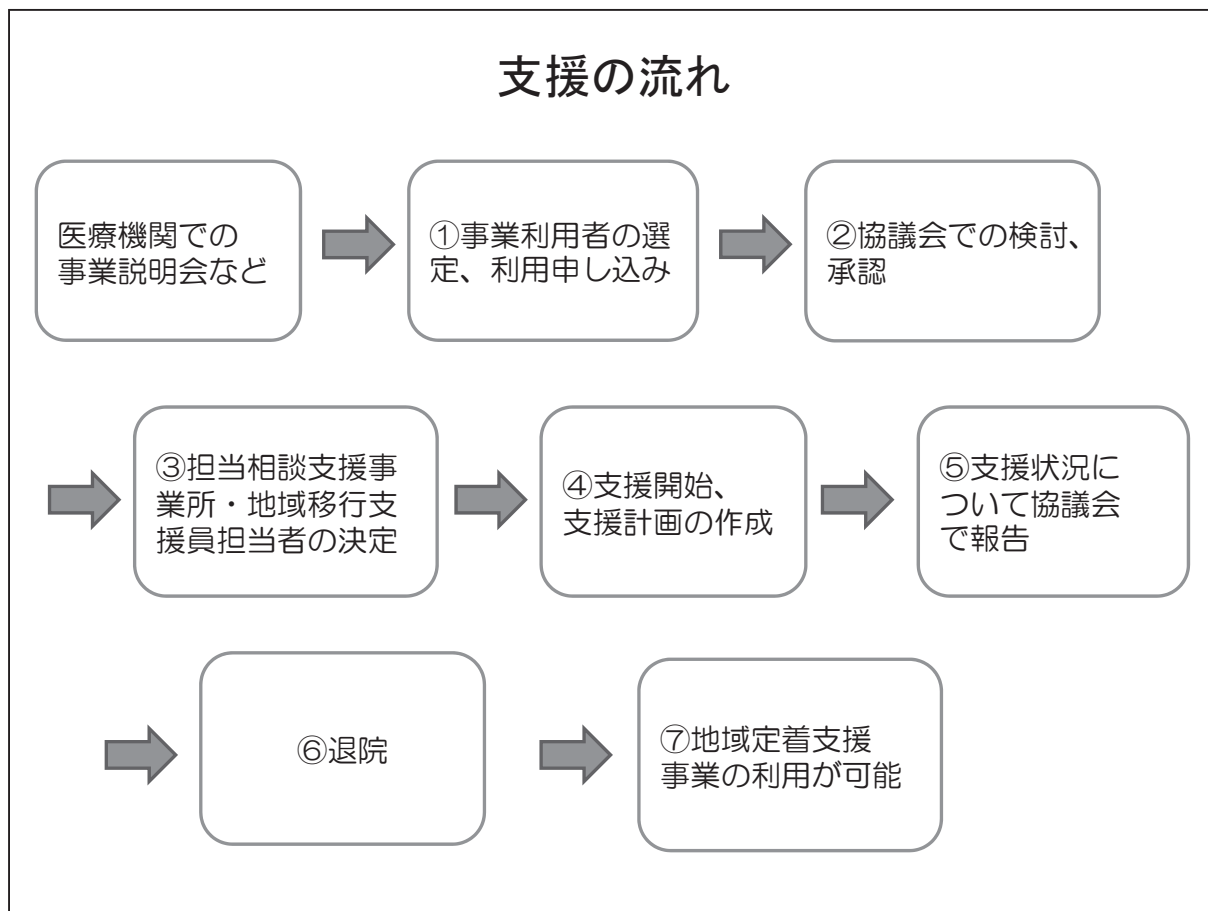 支援の流れ
医療機関での
事業説明会など
①事業利用者の選
定、利用申し込み
②協議会での検討、
承認
③担当相談支援事
業所・地域移行支
援員担当者の決定
④支援開始、
支援計画の作成
⑤支援状況に
ついて協議会
で報告
⑥退院
⑦地域定着支援
事業の利用が可能